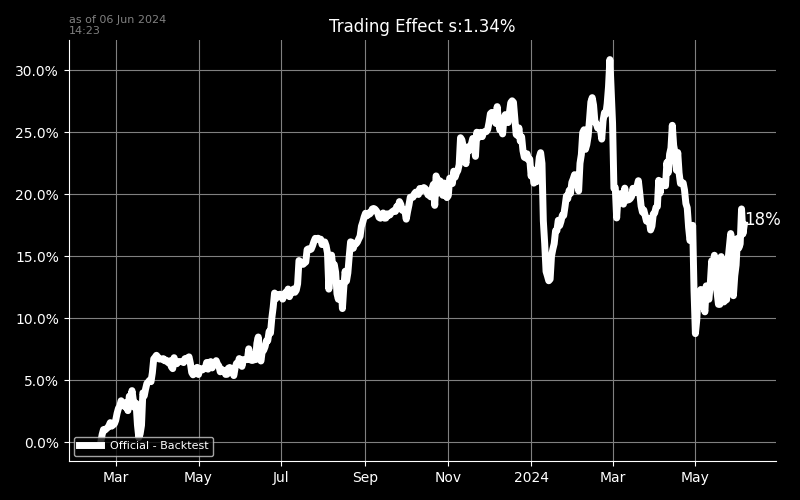 as of 06 Jun 2024
14:23
Trading Effect s:1.34%
30.0%
25.0%
20.0%
18%
15.0%
10.0%
5.0%
0.0%
Official - Backtest
Mar May Jul Sep Nov 2024 Mar May